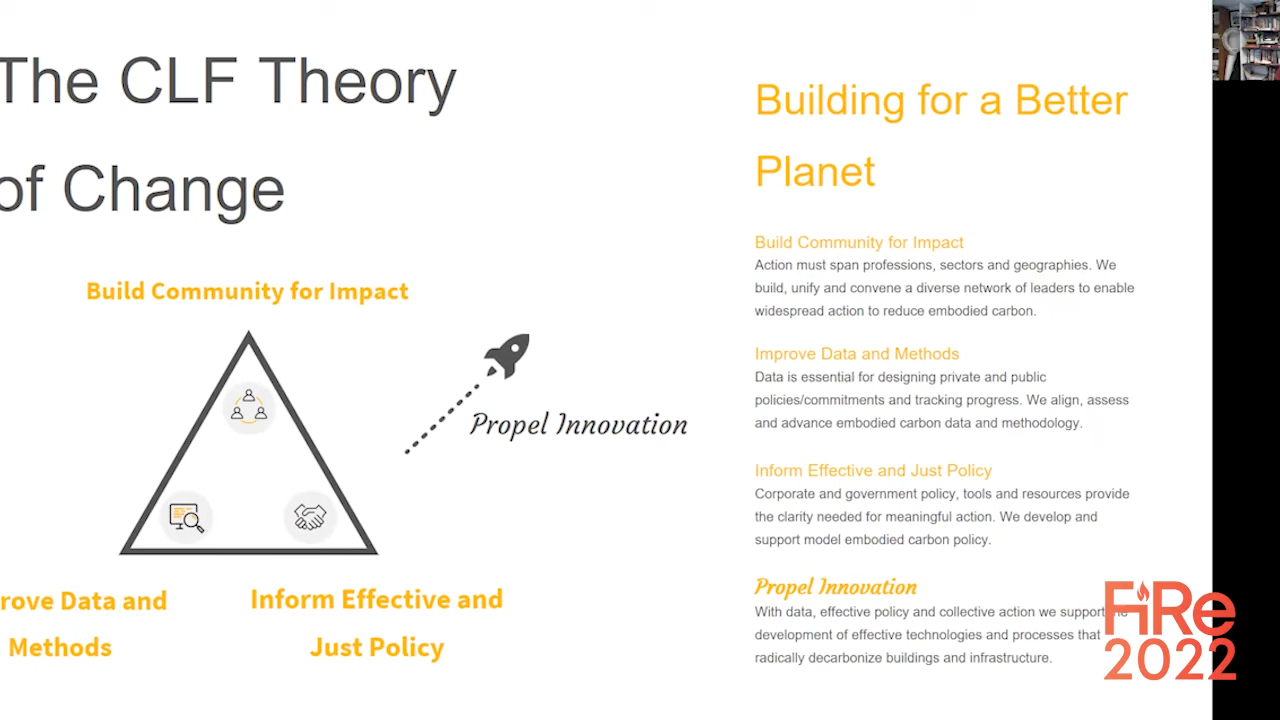 The CLF Theory
of Change
Build Community for Impact
Propel Innovation
rove Data and
Methods
Inform Effective and
Just Policy
Building for a Better
Planet
Build Community for Impact
Action must span professions, sectors and geographies. We
build, unify and convene a diverse network of leaders to enable
widespread action to reduce embodied carbon.
Improve Data and Methods
Data is essential for designing private and public
policies/commitments and tracking progress. We align, assess
and advance embodied carbon data and methodology.
Inform Effective and Just Policy
Corporate and government policy, tools and resources provide
the clarity needed for meaningful action. We develop and
support model embodied carbon policy.
Propel Innovation
With data, effective policy and collective action we support the
development of effective technologies and processes that
radically decarbonize buildings and infrastructure.
FiRe
2022